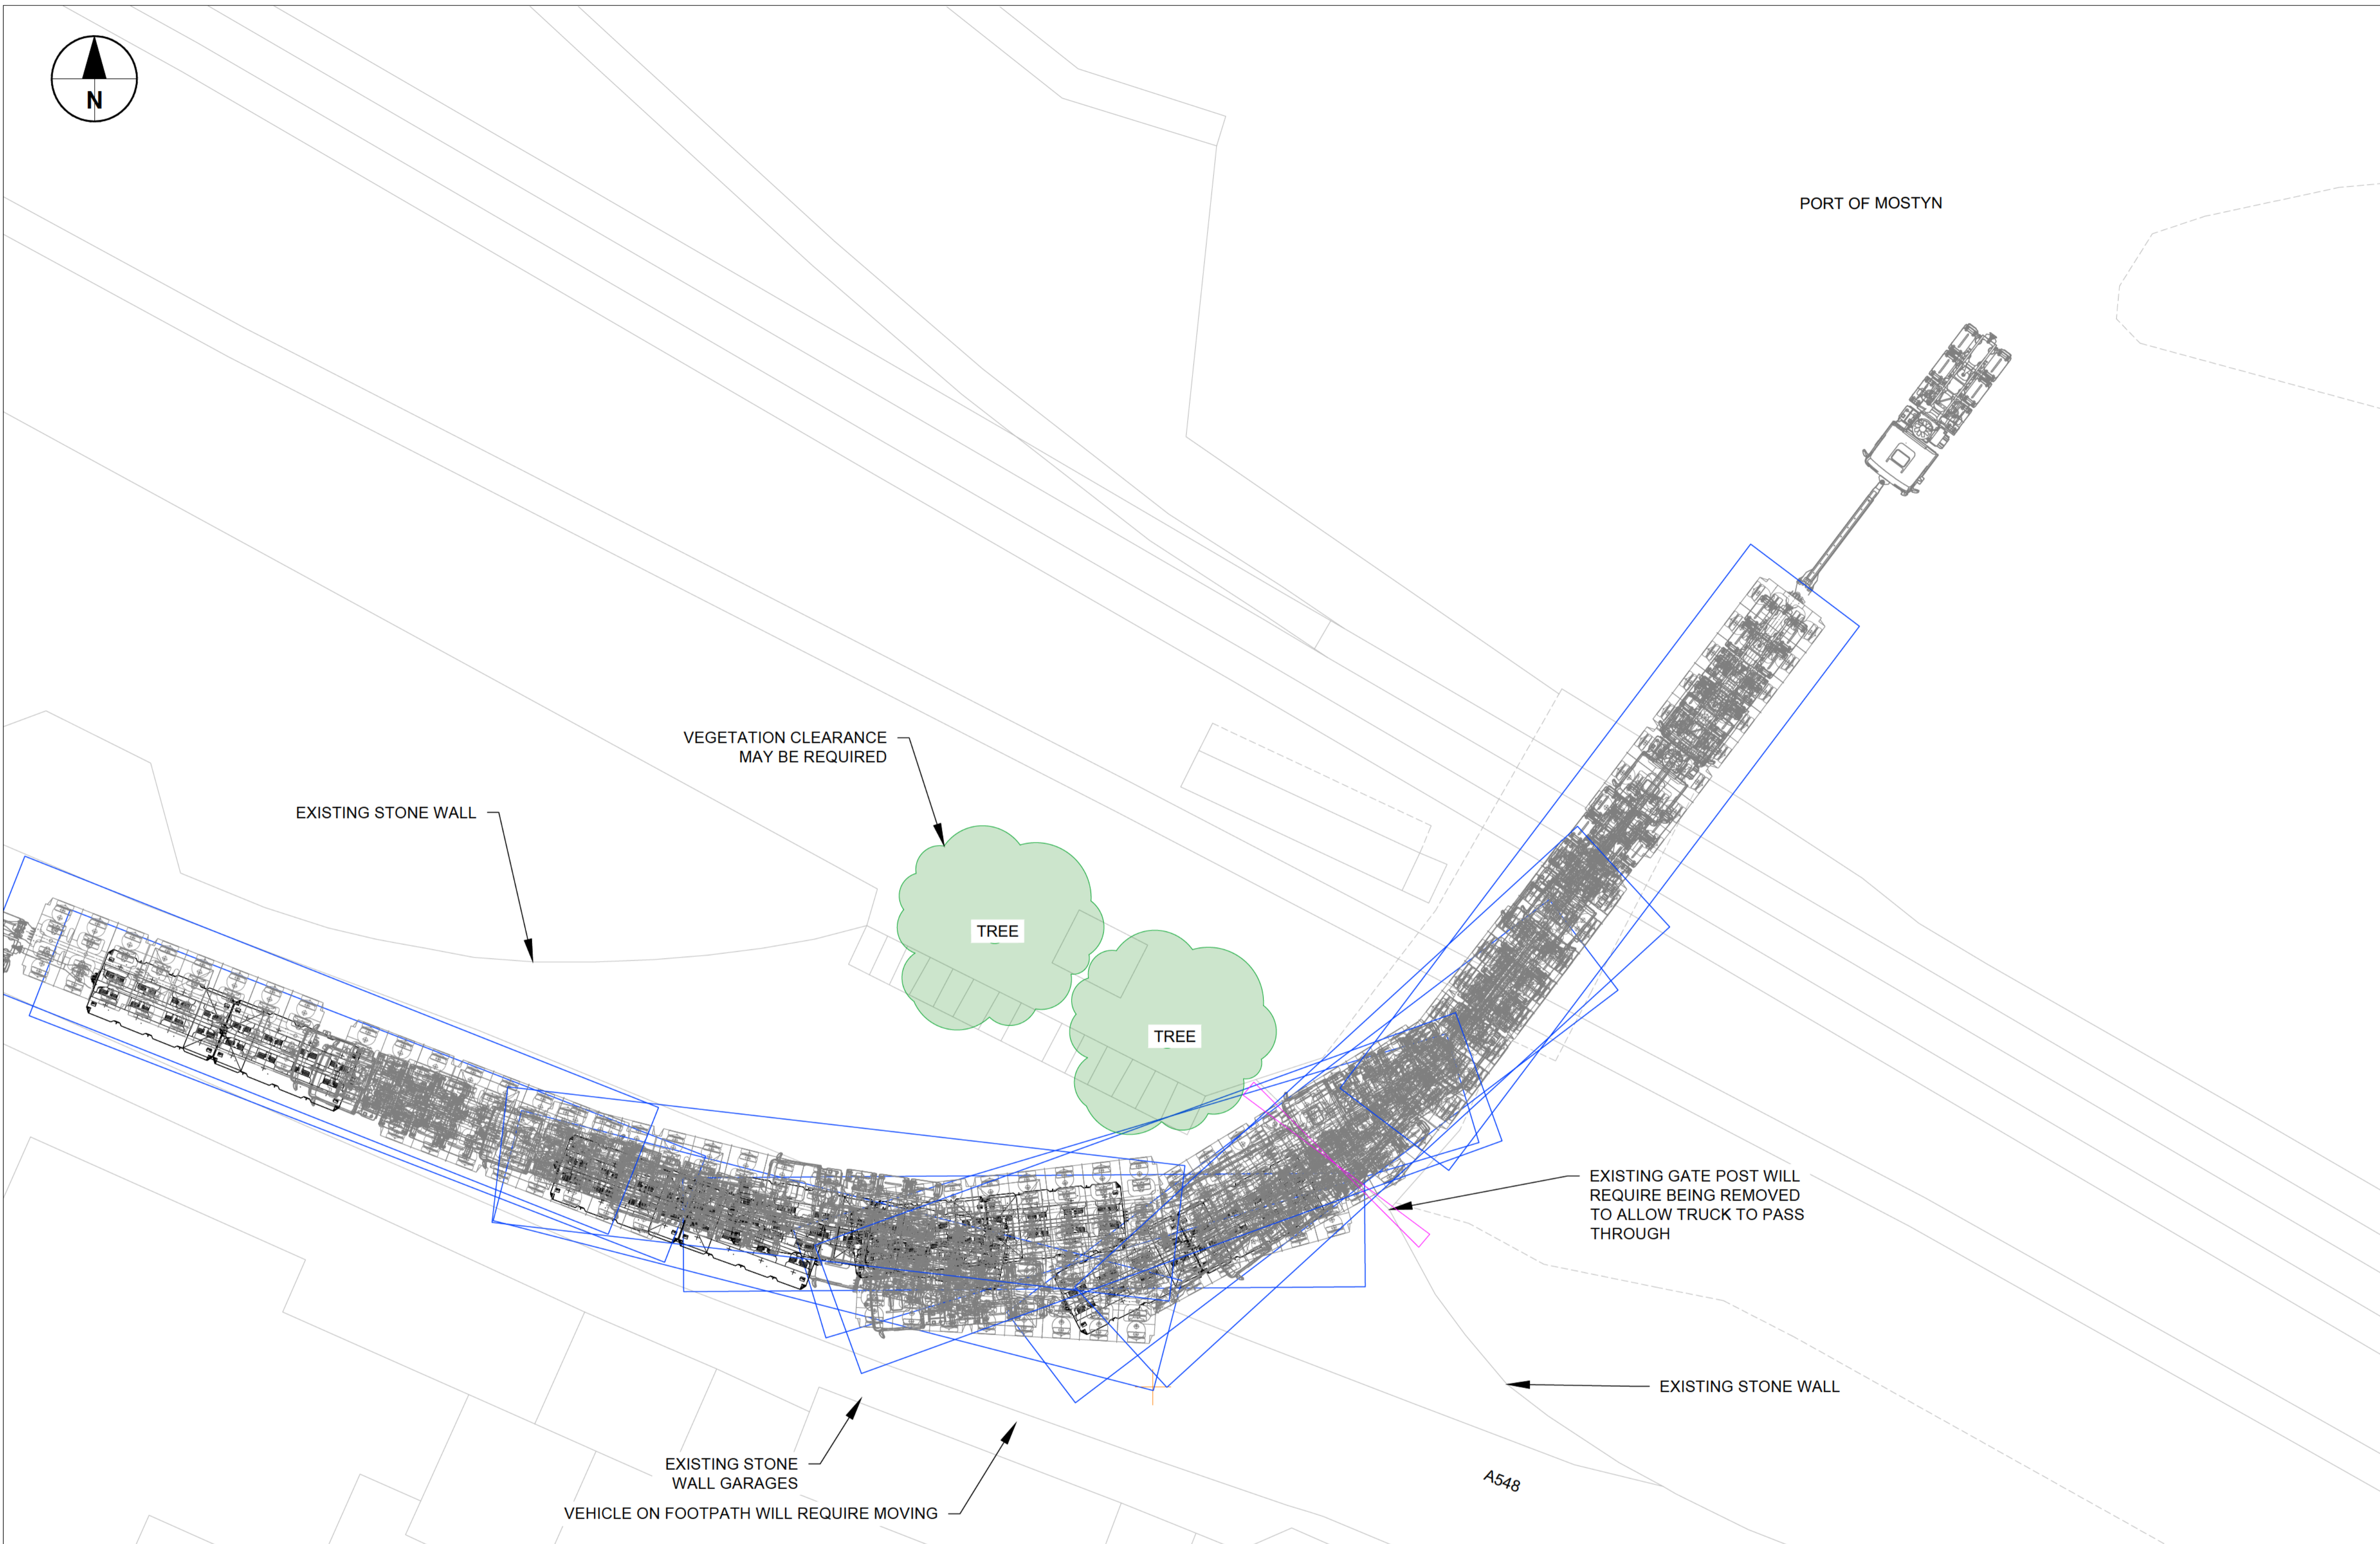 N
PORT OF MOSTYN
VEGETATION CLEARANCE
MAY BE REQUIRED
EXISTING STONE WALL
TREE
TREE
EXISTING GATE POST WILL
REQUIRE BEING REMOVED
TO ALLOW TRUCK TO PASS
THROUGH
EXISTING STONE WALL
EXISTING STONE
WALL GARAGES
A548
VEHICLE ON FOOTPATH WILL REQUIRE MOVING